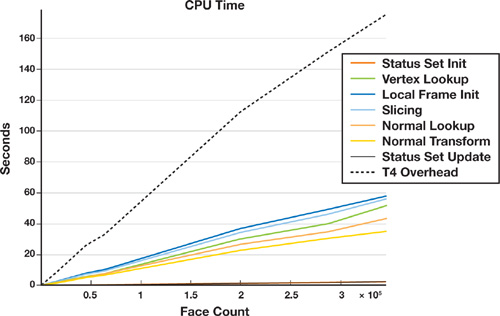 CPU Time
160
140
120
100
80
60
40
20
0
Seconds
Status Set Init
Vertex Lookup
Local Frame Init
Slicing
Normal Lookup
Normal Transform
Status Set Update
T4 Overhead
0.5 1 1.5 2 2.5 3 × 10⁵
Face Count